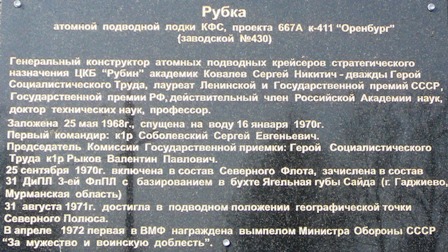 Рубка
атомной подводной лодки КФС, проекта 667А к-411 "Оренбург"
(заводской №430)
Генеральный конструктор атомных подводных крейсеров стратегического
назначения ЦКБ "Рубин" академик Ковалев Сергей Никитич - дважды Герой
Социалистического Труда, лауреат Ленинской и Государственной премий СССР,
Государственной премии РФ, действительный член Российской Академии наук,
доктор технических наук, профессор.
Заложена 25 мая 1968г., спущена на воду 16 января 1970г.
Первый командир: к1р Соболевский Сергей Евгеньевич.
Председатель Комиссии Государственной приемки: Герой Социалистического
Труда к1р Рыков Валентин Павлович.
25 сентября 1970г. включена в состав Северного Флота, зачислена в состав
31 ДиПЛ 3-ей ФлПЛ с базированием в бухте Ягельная губы Сайда (г. Гаджиево,
Мурманская область)
31 августа 1971г. достигла в подводном положении географической точки
Северного Полюса.
В апреле 1972 первая в ВМФ награждена вымпелом Министра Обороны СССР
"За мужество и воинскую доблесть".